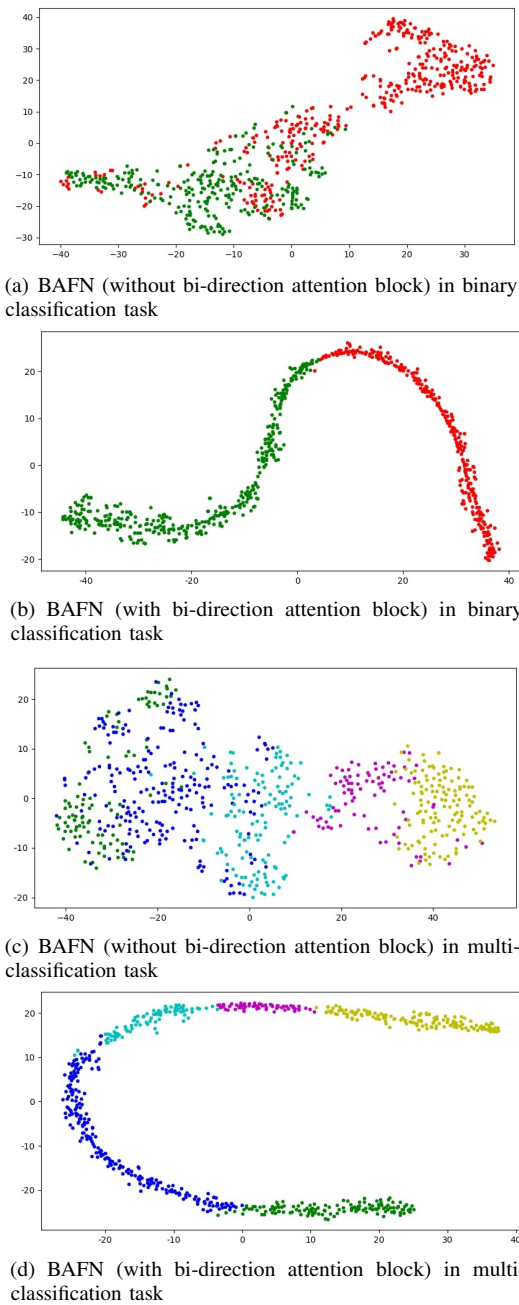 40
30
20
10
0
−10
−20
−30
−40 −30 −20 −10 0 10 20 30
(a) BAFN (without bi-direction attention block) in binary
classification task
20
10
0
−10
−20
−40 −20 0 20 40
(b) BAFN (with bi-direction attention block) in binary
classification task
20
10
0
−10
−20
−40 −20 0 20 40
(c) BAFN (without bi-direction attention block) in multi-
classification task
20
10
0
−10
−20
−20 −10 0 10 20 30 40
(d) BAFN (with bi-direction attention block) in multi
classification task